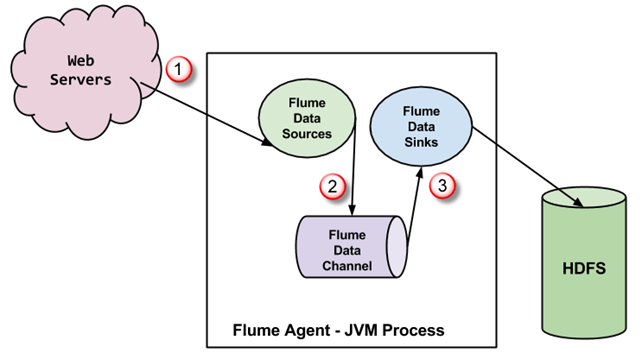 Web
Servers
1
Flume
Data
Sources
Flume
Data
Sinks
2
3
Flume
Data
Channel
HDFS
Flume Agent - JVM Process